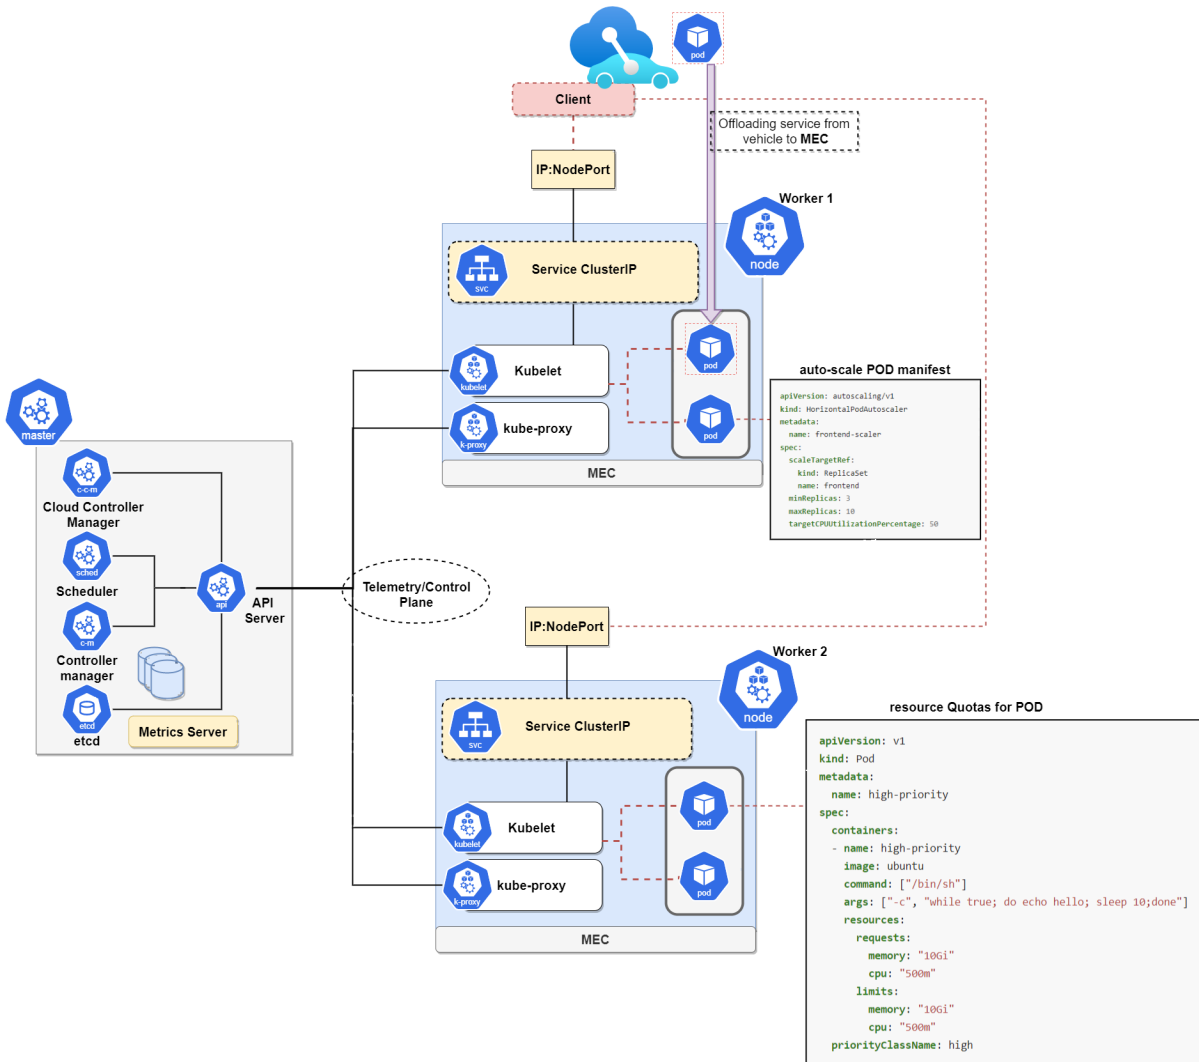 pod
Client
Offloading service from
vehicle to MEC
IP:NodePort
Worker 1
node
Service ClusterIP
svc
Kubelet
kubelet
pod
kube-proxy
k-proxy
pod
MEC
auto-scale POD manifest
apiVersion: autoscaling/v1
kind: HorizontalPodAutoscaler
metadata:
name: frontend-scaler
spec:
scaleTargetRef:
kind: ReplicaSet
name: frontend
minReplicas: 3
maxReplicas: 10
targetCPUUtilizationPercentage: 50
master
c-c-m
Cloud Controller
Manager
sched
Scheduler
c-m
Controller
manager
etcd
etcd
api
API
Server
Metrics Server
Telemetry/Control
Plane
IP:NodePort
Worker 2
node
Service ClusterIP
svc
Kubelet
kubelet
pod
kube-proxy
k-proxy
pod
MEC
resource Quotas for POD
apiVersion: v1
kind: Pod
metadata:
name: high-priority
spec:
containers:
- name: high-priority
image: ubuntu
command: ["/bin/sh"]
args: ["-c", "while true; do echo hello; sleep 10;done"]
resources:
requests:
memory: "10Gi"
cpu: "500m"
limits:
memory: "10Gi"
cpu: "500m"
priorityClassName: high